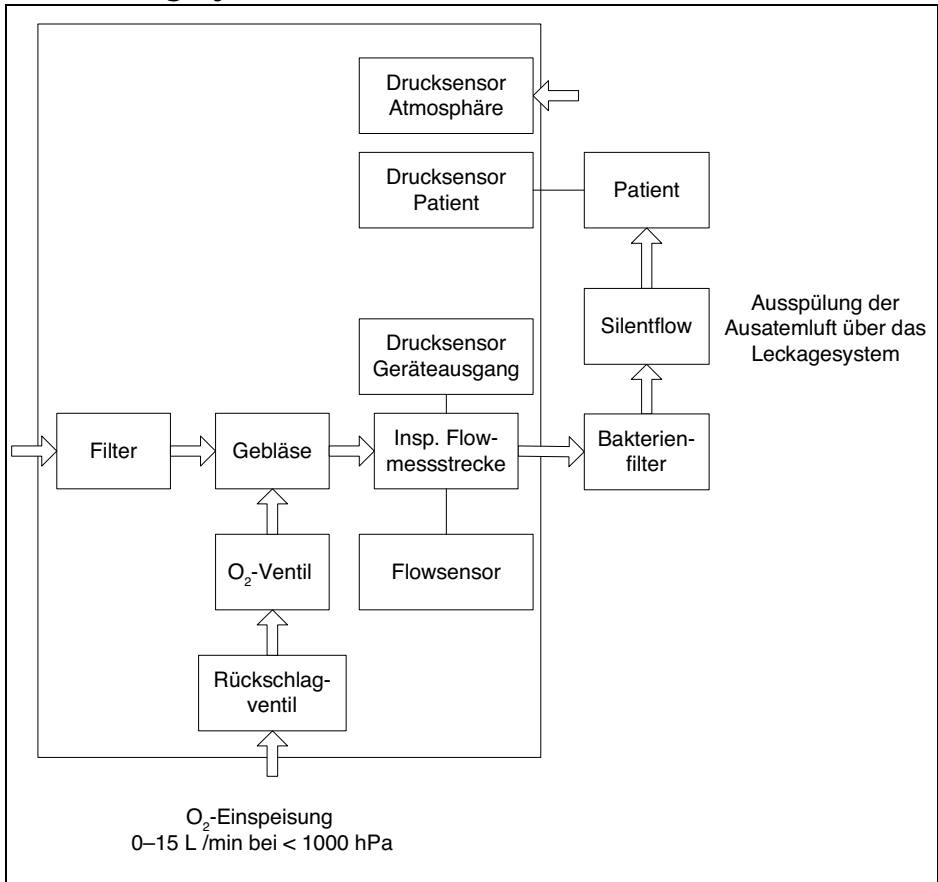 Drucksensor
Atmosphäre
Drucksensor
Patient
Patient
Silentflow
Ausspülung der
Ausatemluft über das
Leckagesystem
Drucksensor
Geräteausgang
Filter
Gebläse
Insp. Flow-
messstrecke
Bakterien-
filter
O₂-Ventil
Flowsensor
Rückschlag-
ventil
O₂-Einspeisung
0–15 L /min bei < 1000 hPa